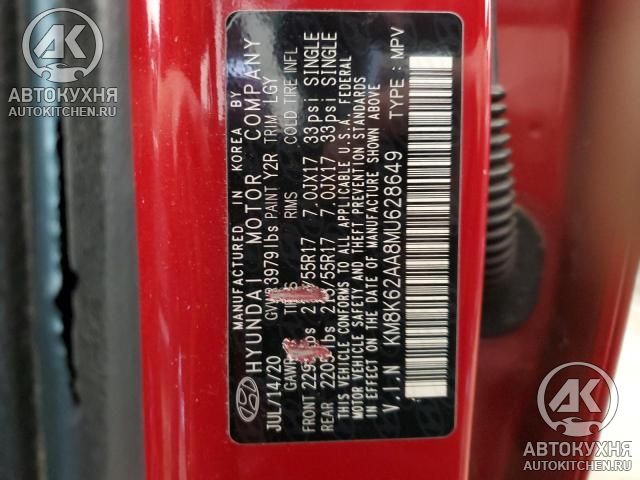 AK
АВТОКУХНЯ
AUTOKITCHEN.RU
MANUFACTURED IN KOREA BY
HYUNDAI MOTOR COMPANY
JUL/14/20 3979lbs PAINT Y2R TRIM LGY
RIMS COLD TIRE INFL
FRONT /55R17 7.0JX17 33psi SINGLE
REAR 2205lbs /55R17 7.0JX17 33psi SINGLE
THIS VEHICLE CONFORMS TO ALL APPLICABLE U.S.A. FEDERAL
MOTOR VEHICLE SAFETY AND THEFT PREVENTION STANDARDS
IN EFFECT ON THE DATE OF MANUFACTURE SHOWN ABOVE
V.I.N KM8K62AA8MU628649 TYPE : MPV
AK
АВТОКУХНЯ
AUTOKITCHEN.RU